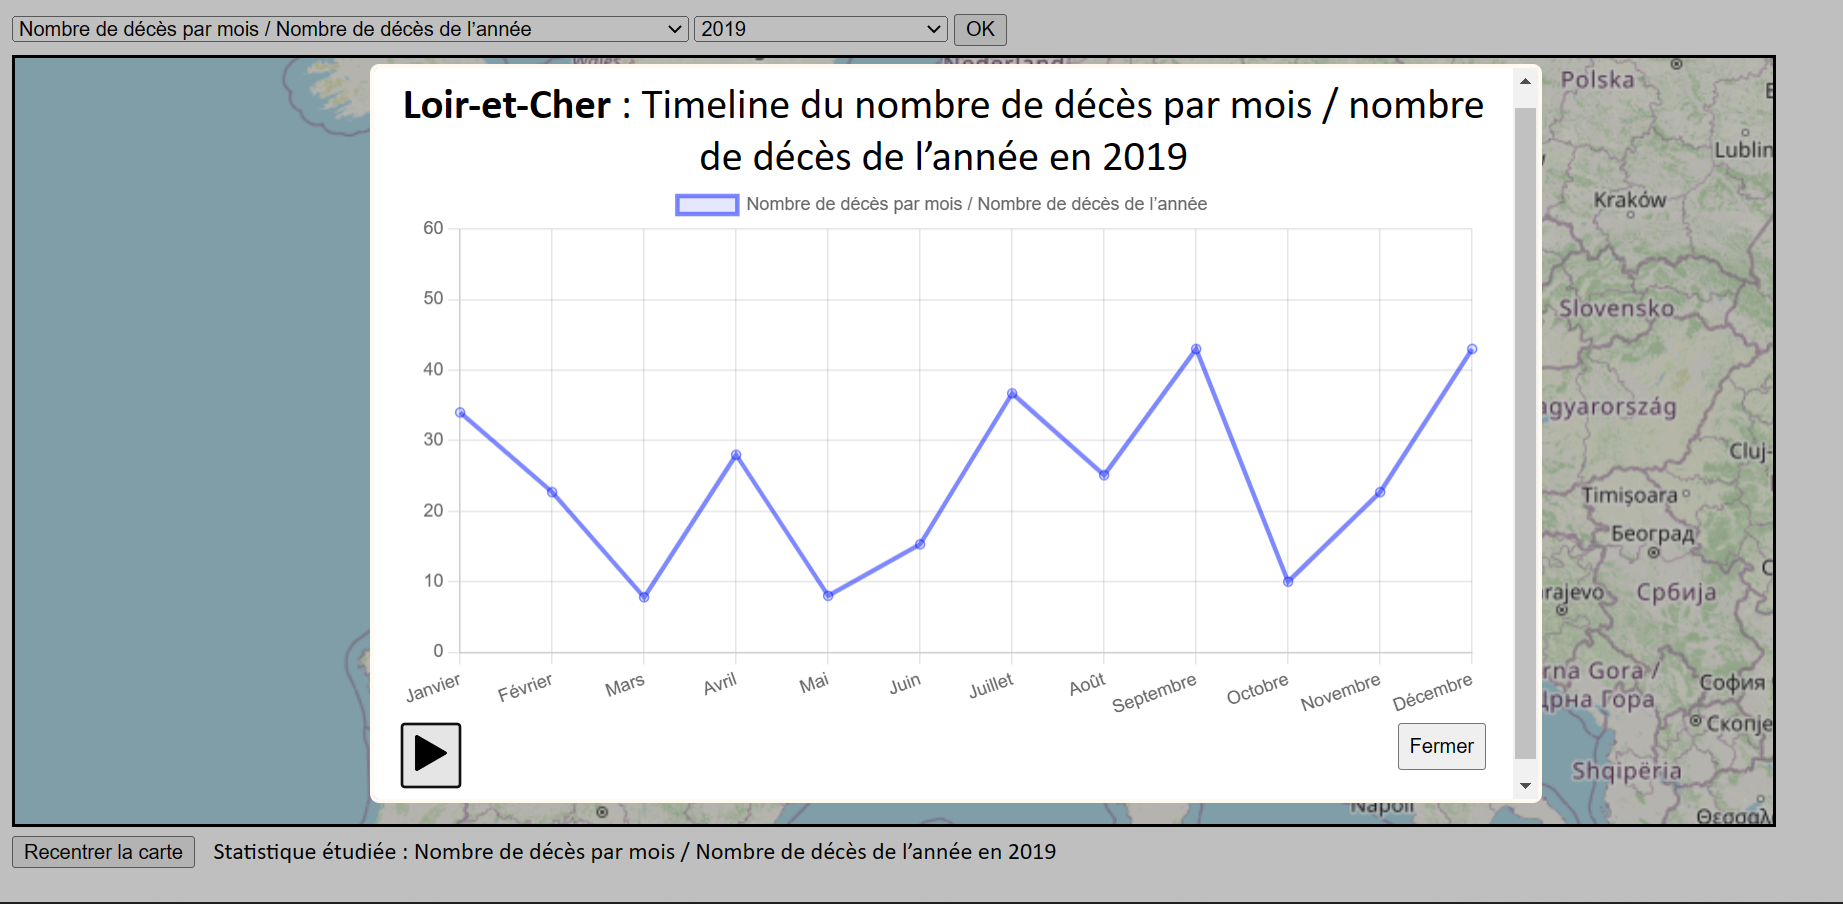 Nombre de décès par mois / Nombre de décès de l’année
2019
OK
Nederland
Polska
Lublin
Kraków
Slovensko
agyarország
Cluj-
Timișoara
Београд
rajevo
Србија
rna Gora /
Црна Гора
София
Скопје
Shqipëria
Napoli
Loir-et-Cher : Timeline du nombre de décès par mois / nombre
de décès de l’année en 2019
Nombre de décès par mois / Nombre de décès de l’année
60
50
40
30
20
10
0
Janvier
Février
Mars
Avril
Mai
Juin
Juillet
Août
Septembre
Octobre
Novembre
Décembre
Fermer
Recentrer la carte
Statistique étudiée : Nombre de décès par mois / Nombre de décès de l’année en 2019